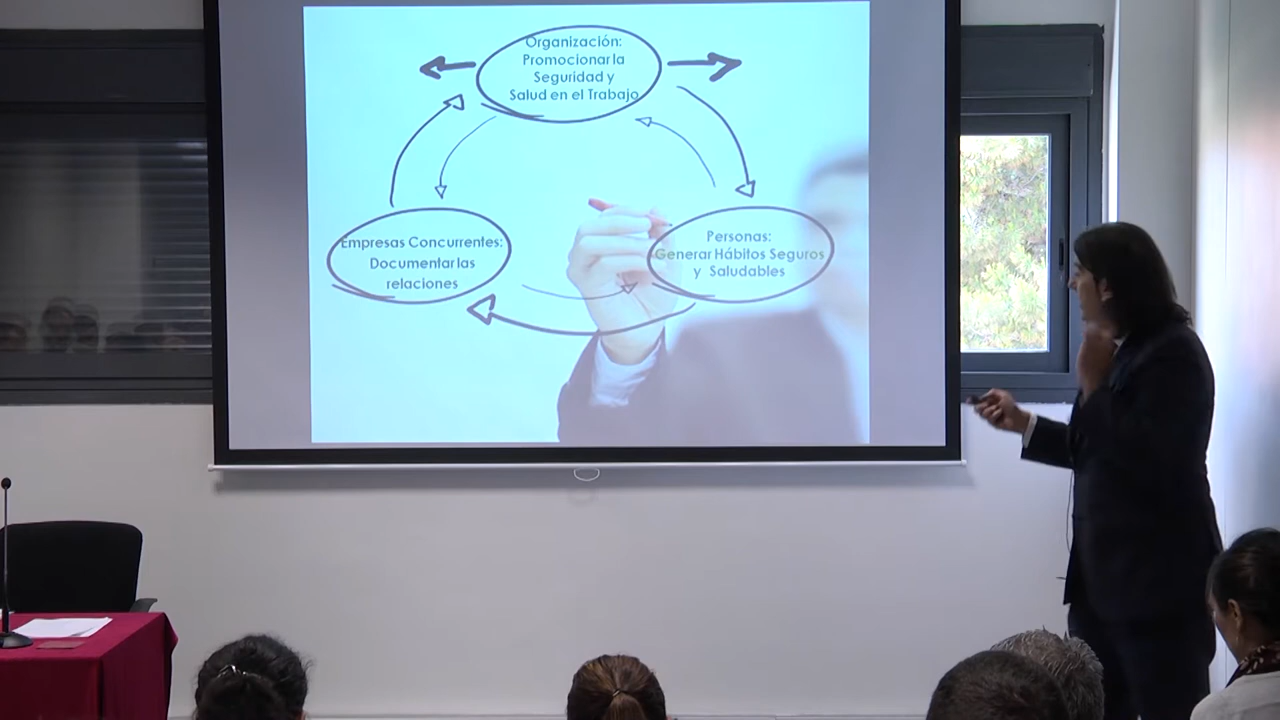 Organización:
Promocionar la
Seguridad y
Salud en el Trabajo
Empresas Concurrentes:
Documentar las
relaciones
Personas:
Generar Hábitos Seguros
y Saludables